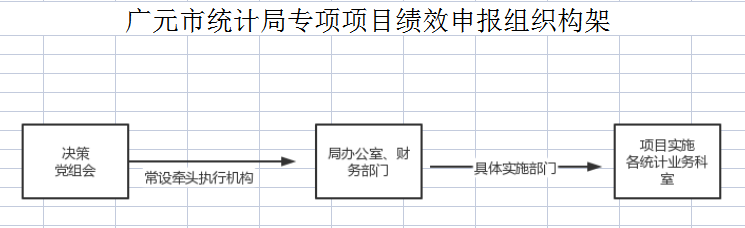 广元市统计局专项项目绩效申报组织构架
决策
党组会
常设牵头执行机构
局办公室、财
务部门
具体实施部门
项目实施
各统计业务科
室